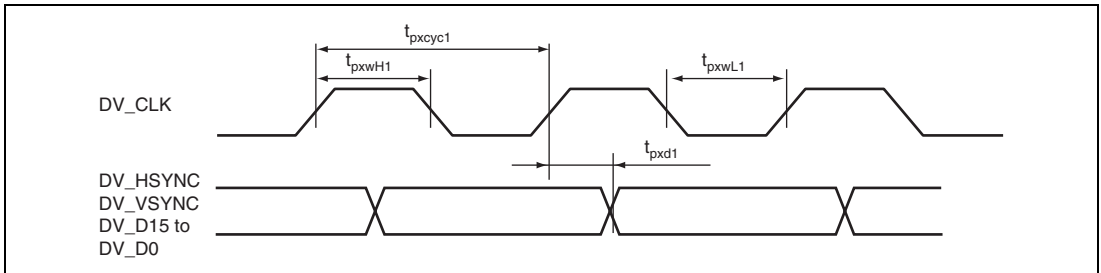 tpxcyc1
tpxwH1
tpxwL1
DV_CLK
tpxd1
DV_HSYNC
DV_VSYNC
DV_D15 to
DV_D0